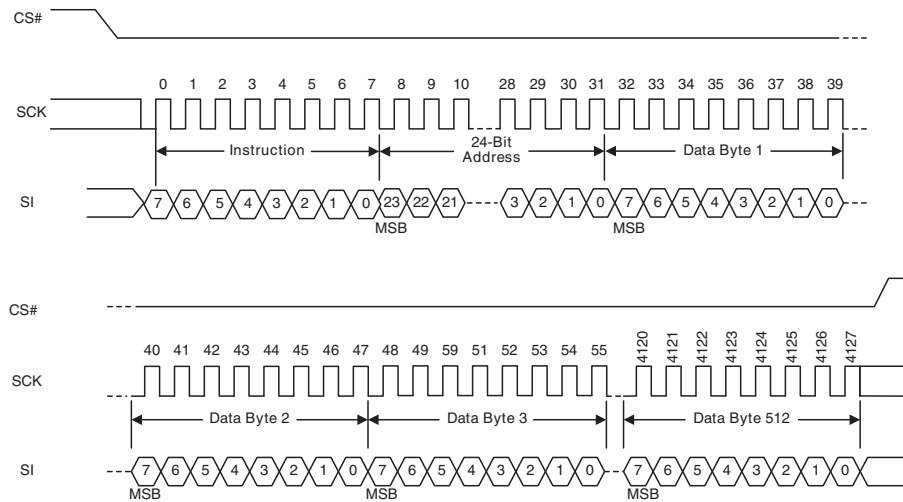 CS#
0 1 2 3 4 5 6 7 8 9 10 28 29 30 31 32 33 34 35 36 37 38 39
SCK
Instruction 24-Bit Address Data Byte 1
SI 7 6 5 4 3 2 1 0 23 22 21 3 2 1 0 7 6 5 4 3 2 1 0
MSB MSB
CS#
40 41 42 43 44 45 46 47 48 49 59 51 52 53 54 55 4120 4121 4122 4123 4124 4125 4126 4127
SCK
Data Byte 2 Data Byte 3 Data Byte 512
SI 7 6 5 4 3 2 1 0 7 6 5 4 3 2 1 0 7 6 5 4 3 2 1 0
MSB MSB MSB